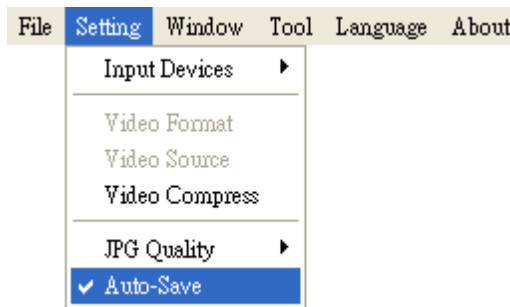 File Setting Window Tool Language About
Input Devices
Video Format
Video Source
Video Compress
JPG Quality
Auto-Save